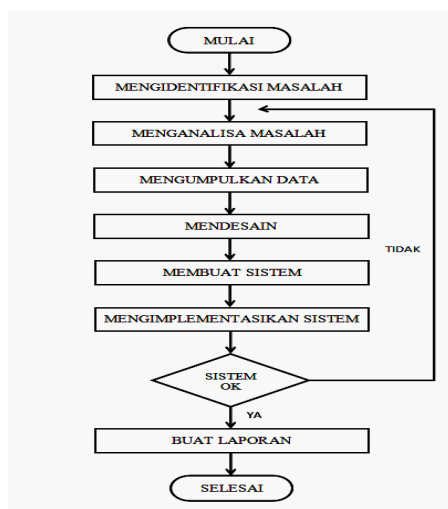 MULAI
MENGIDENTIFIKASI MASALAH
MENGANALISA MASALAH
MENGUMPULKAN DATA
MENDESAIN
TIDAK
MEMBUAT SISTEM
MENGIMPLEMENTASIKAN SISTEM
SISTEM
OK
YA
BUAT LAPORAN
SELESAI